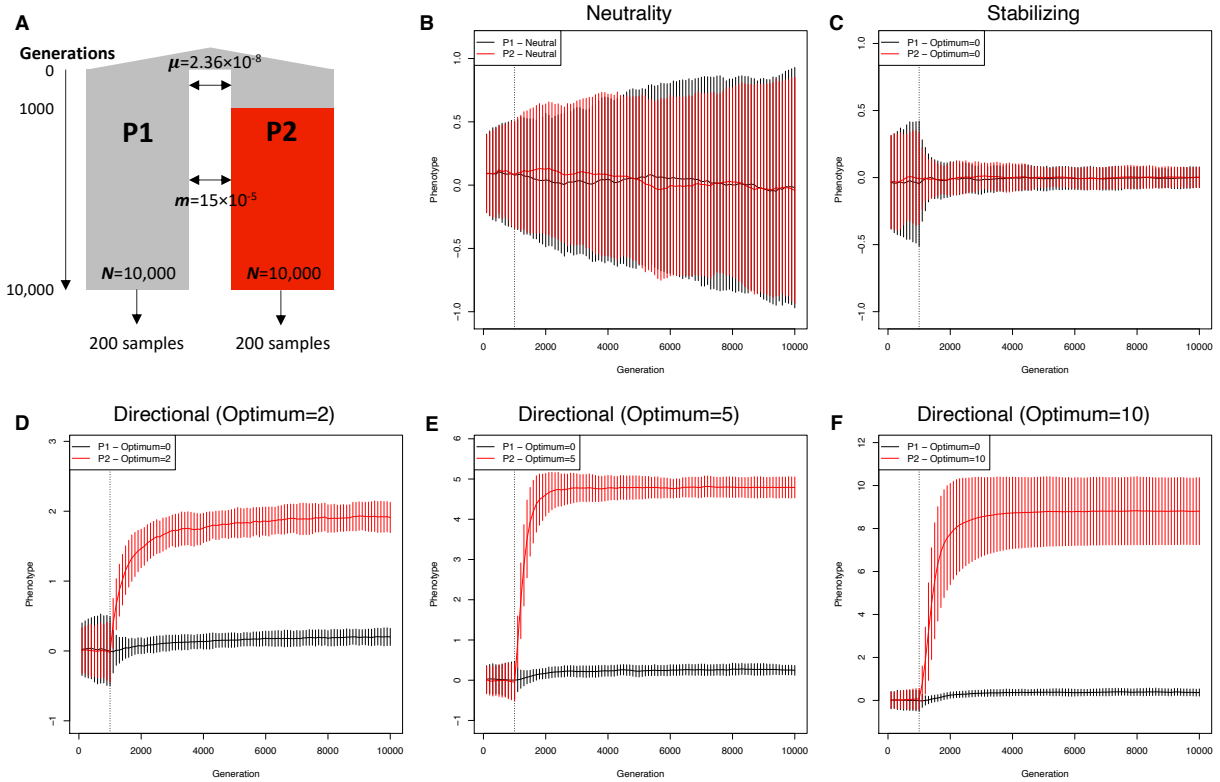 A
Generations
0
1000
10,000
μ=2.36×10-8
P1
P2
m=15×10-5
N=10,000
N=10,000
200 samples
200 samples
B
Neutrality
P1 − Neutral
P2 − Neutral
Phenotype
1.0
0.5
0.0
−0.5
−1.0
0 2000 4000 6000 8000 10000
Generation
C
Stabilizing
P1 − Optimum=0
P2 − Optimum=0
Phenotype
1.0
0.5
0.0
−0.5
−1.0
0 2000 4000 6000 8000 10000
Generation
D
Directional (Optimum=2)
P1 − Optimum=0
P2 − Optimum=2
Phenotype
3
2
1
0
−1
0 2000 4000 6000 8000 10000
Generation
E
Directional (Optimum=5)
P1 − Optimum=0
P2 − Optimum=5
Phenotype
6
5
4
3
2
1
0
−1
0 2000 4000 6000 8000 10000
Generation
F
Directional (Optimum=10)
P1 − Optimum=0
P2 − Optimum=10
Phenotype
12
10
8
6
4
2
0
0 2000 4000 6000 8000 10000
Generation